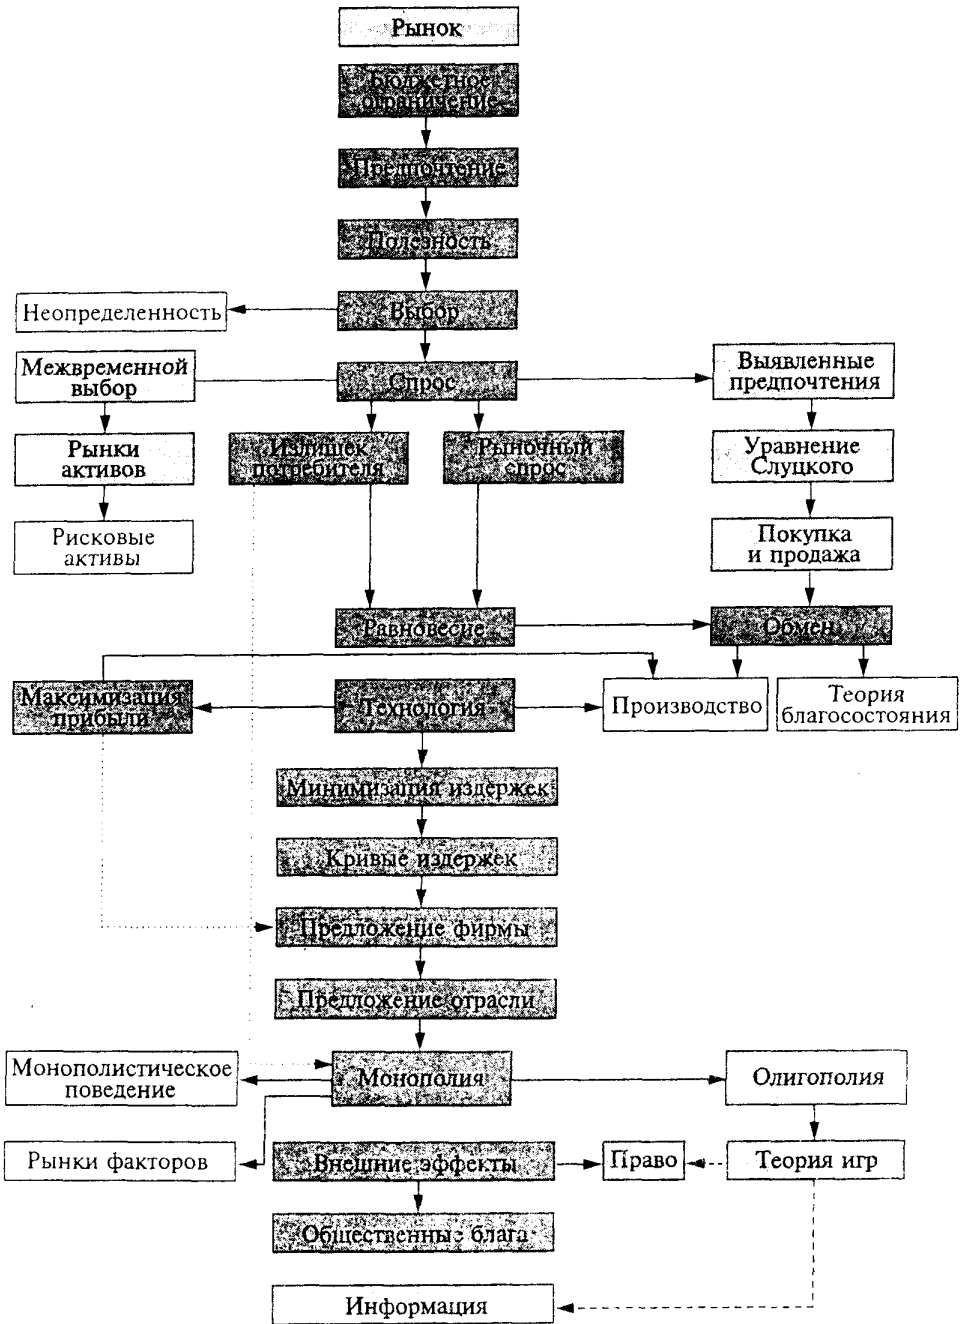 Рынок
Бюджетное
ограничение
Предпочтение
Полезность
Неопределенность
Выбор
Межвременной
выбор
Спрос
Выявленные
предпочтения
Рынки
активов
Излишек
потребителя
Рыночный
спрос
Уравнение
Слуцкого
Рисковые
активы
Покупка
и продажа
Равновесие
Обмен
Максимизация
прибыли
Технология
Производство
Теория
благосостояния
Минимизация издержек
Кривые издержек
Предложение фирмы
Предложение отрасли
Монополистическое
поведение
Монополия
Олигополия
Рынки факторов
Внешние эффекты
Право
Теория игр
Общественные блага
Информация